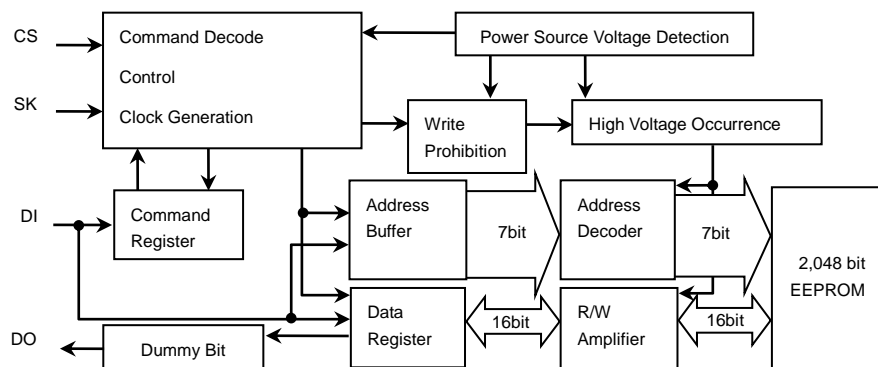 CS
Command Decode
Control
Clock Generation
Power Source Voltage Detection
SK
Write
Prohibition
High Voltage Occurrence
DI
Command
Register
Address
Buffer
7bit
Address
Decoder
7bit
2,048 bit
EEPROM
DO
Dummy Bit
Data
Register
16bit
R/W
Amplifier
16bit